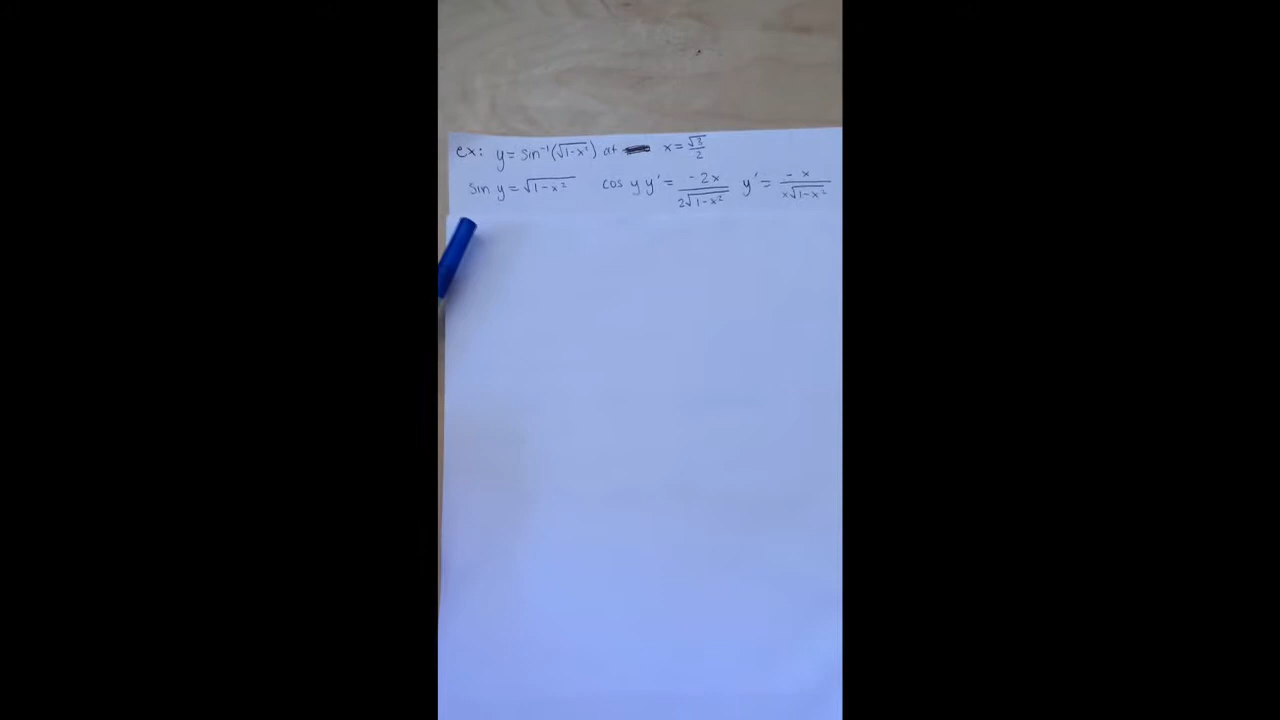 ex: y = sin⁻¹(√1-x²) at x = √3/2
sin y = √1-x² cos y y' = -2x/2√1-x² y' = -x/x√1-x²